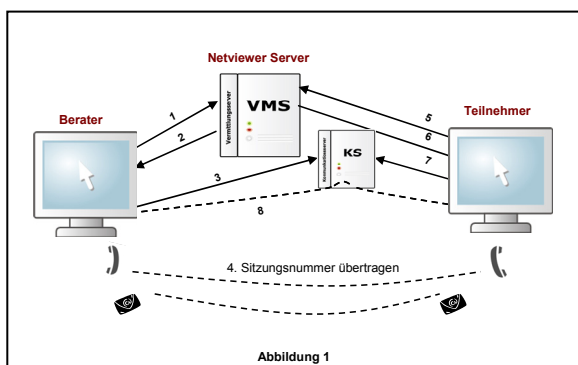 Netviewer Server
Berater
Teilnehmer
Vermittlungsserver
VMS
Kommunikationsserver
KS
1
2
3
5
6
7
8
4. Sitzungsnummer übertragen
Abbildung 1